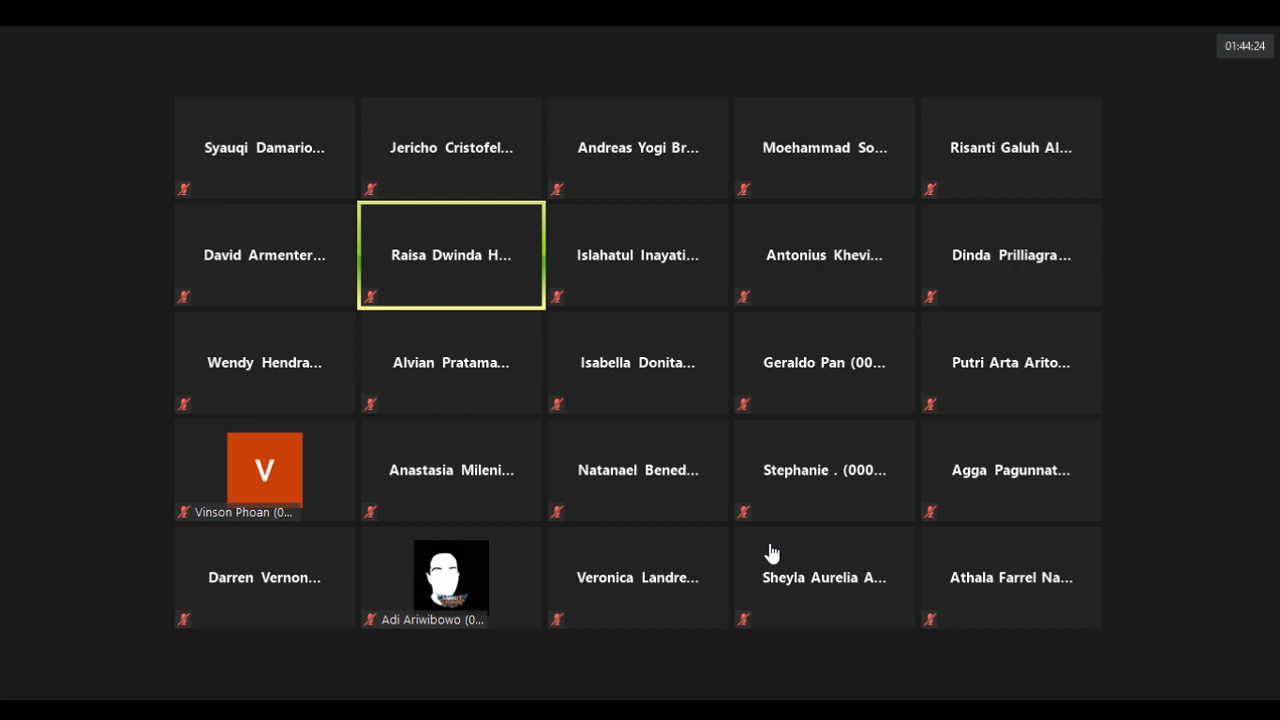 01:44:24
Syauqi Damario...
Jericho Cristofel...
Andreas Yogi Br...
Moehammad So...
Risanti Galuh Al...
David Armenter...
Raisa Dwinda H...
Islahatul Inayati...
Antonius Khevi...
Dinda Prilliagra...
Wendy Hendra...
Alvian Pratama...
Isabella Donita...
Geraldo Pan (00...
Putri Arta Arito...
V
Vinson Phoan (0...
Anastasia Mileni...
Natanael Bened...
Stephanie . (000...
Agga Pagunnat...
Darren Vernon...
Adi Ariwibowo (0...
Veronica Landre...
Sheyla Aurelia A...
Athala Farrel Na...